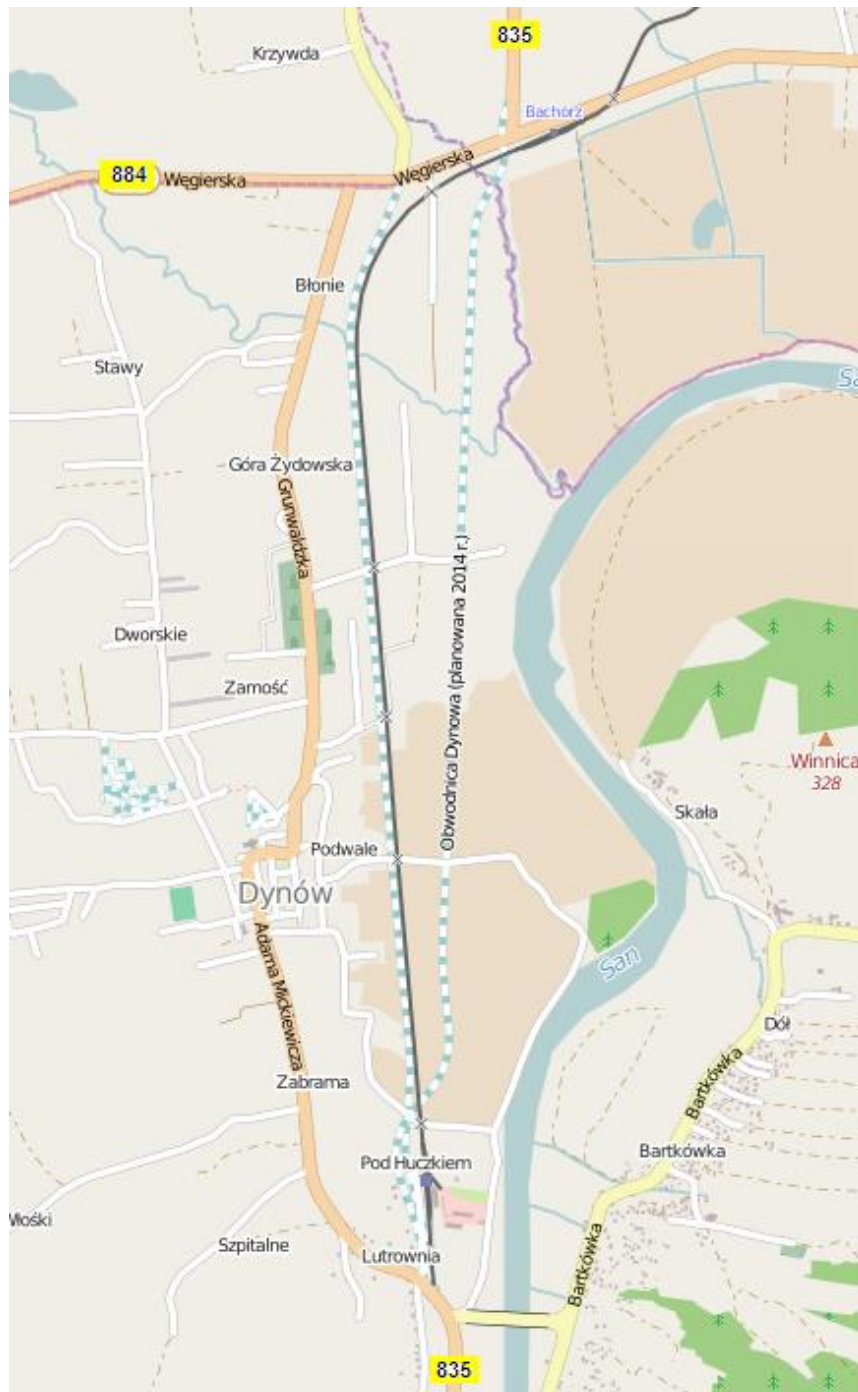 835
Krzywda
Bachórz
Węgierska
884
Węgierska
Błonie
Stawy
Sa
Góra Żydowska
Grunwaldzka
Obwodnica Dynowa (planowana 2014 r.)
Dworskie
Zamość
Winnica
328
Skała
Podwale
Dynów
San
Adama Mickiewicza
Dół
Zabrama
Bartkówka
Bartkówka
Pod Huczkiem
Włoski
Szpitalne
Lutrownia
Bartkówka
835